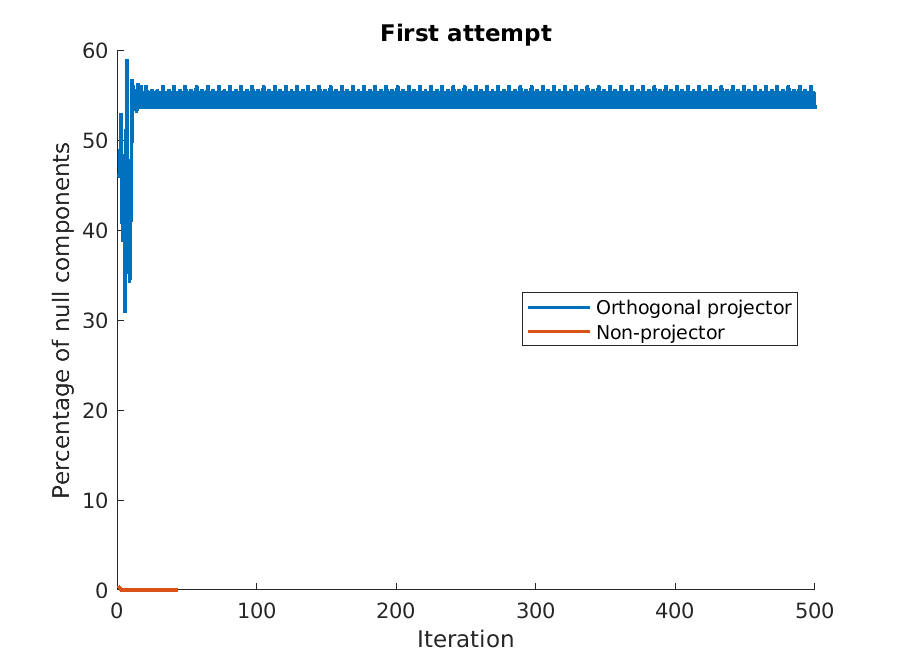 First attempt
Percentage of null components
60
50
40
30
20
10
0
Orthogonal projector
Non-projector
0 100 200 300 400 500
Iteration